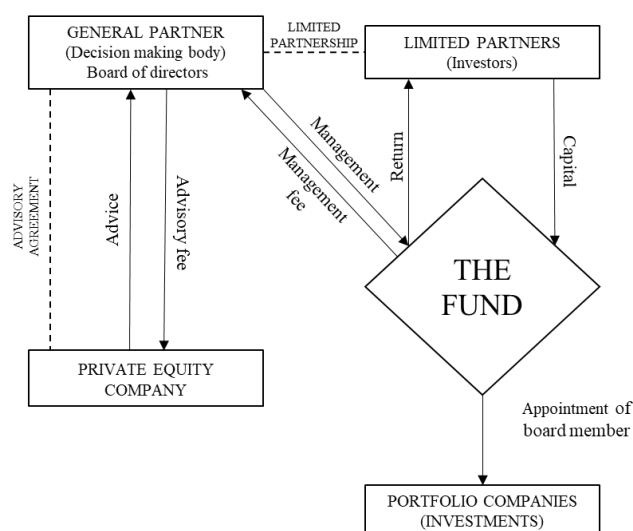 GENERAL PARTNER
(Decision making body)
Board of directors
LIMITED
PARTNERSHIP
LIMITED PARTNERS
(Investors)
ADVISORY
AGREEMENT
Advice
Advisory fee
Management
Management
fee
Return
Capital
THE
FUND
PRIVATE EQUITY
COMPANY
Appointment of
board member
PORTFOLIO COMPANIES
(INVESTMENTS)